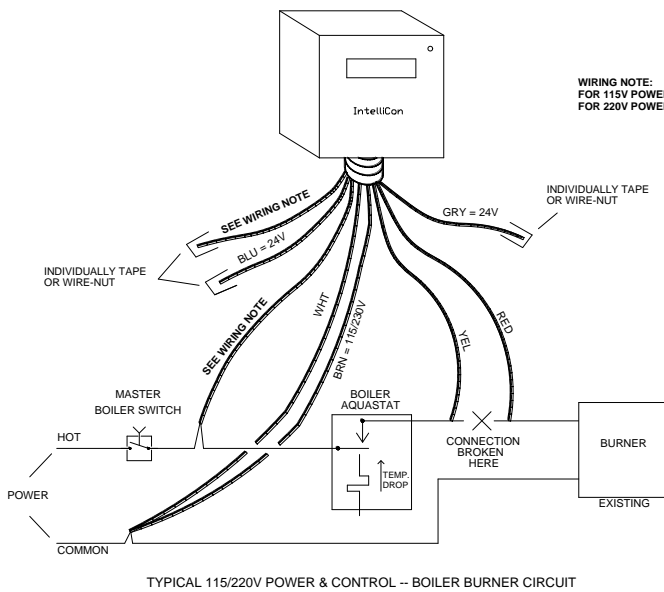 IntelliCon
WIRING NOTE:
FOR 115V POWE
FOR 220V POWE
SEE WIRING NOTE
BLU = 24V
GRY = 24V
INDIVIDUALLY TAPE
OR WIRE-NUT
INDIVIDUALLY TAPE
OR WIRE-NUT
SEE WIRING NOTE
WHT
BRN = 115/230V
YEL
RED
MASTER
BOILER SWITCH
BOILER
AQUASTAT
HOT
CONNECTION
BROKEN
HERE
BURNER
TEMP.
DROP
POWER
EXISTING
COMMON
TYPICAL 115/220V POWER & CONTROL -- BOILER BURNER CIRCUIT